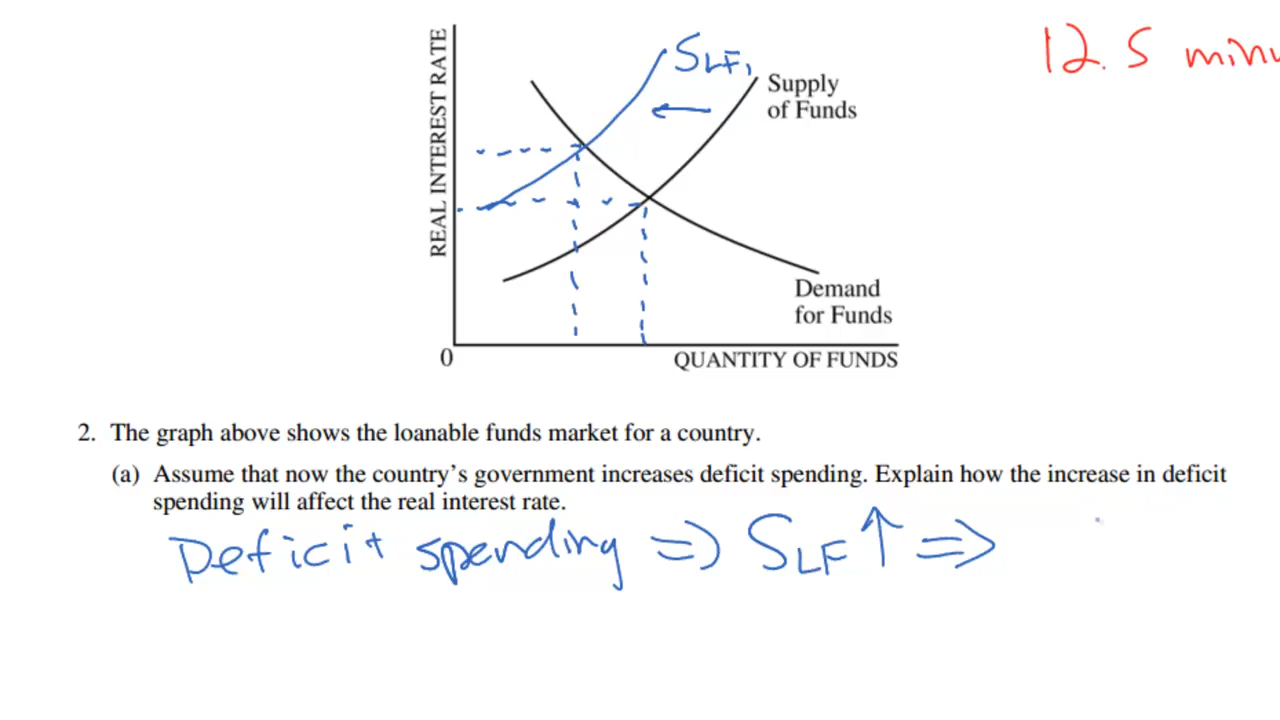 12.5
SLF1
Supply
of Funds
REAL INTEREST RATE
Demand
for Funds
0
QUANTITY OF FUNDS
2. The graph above shows the loanable funds market for a country.
(a) Assume that now the country's government increases deficit spending. Explain how the increase in deficit
spending will affect the real interest rate.
Deficit spending ⇒ SLF ↑ ⇒